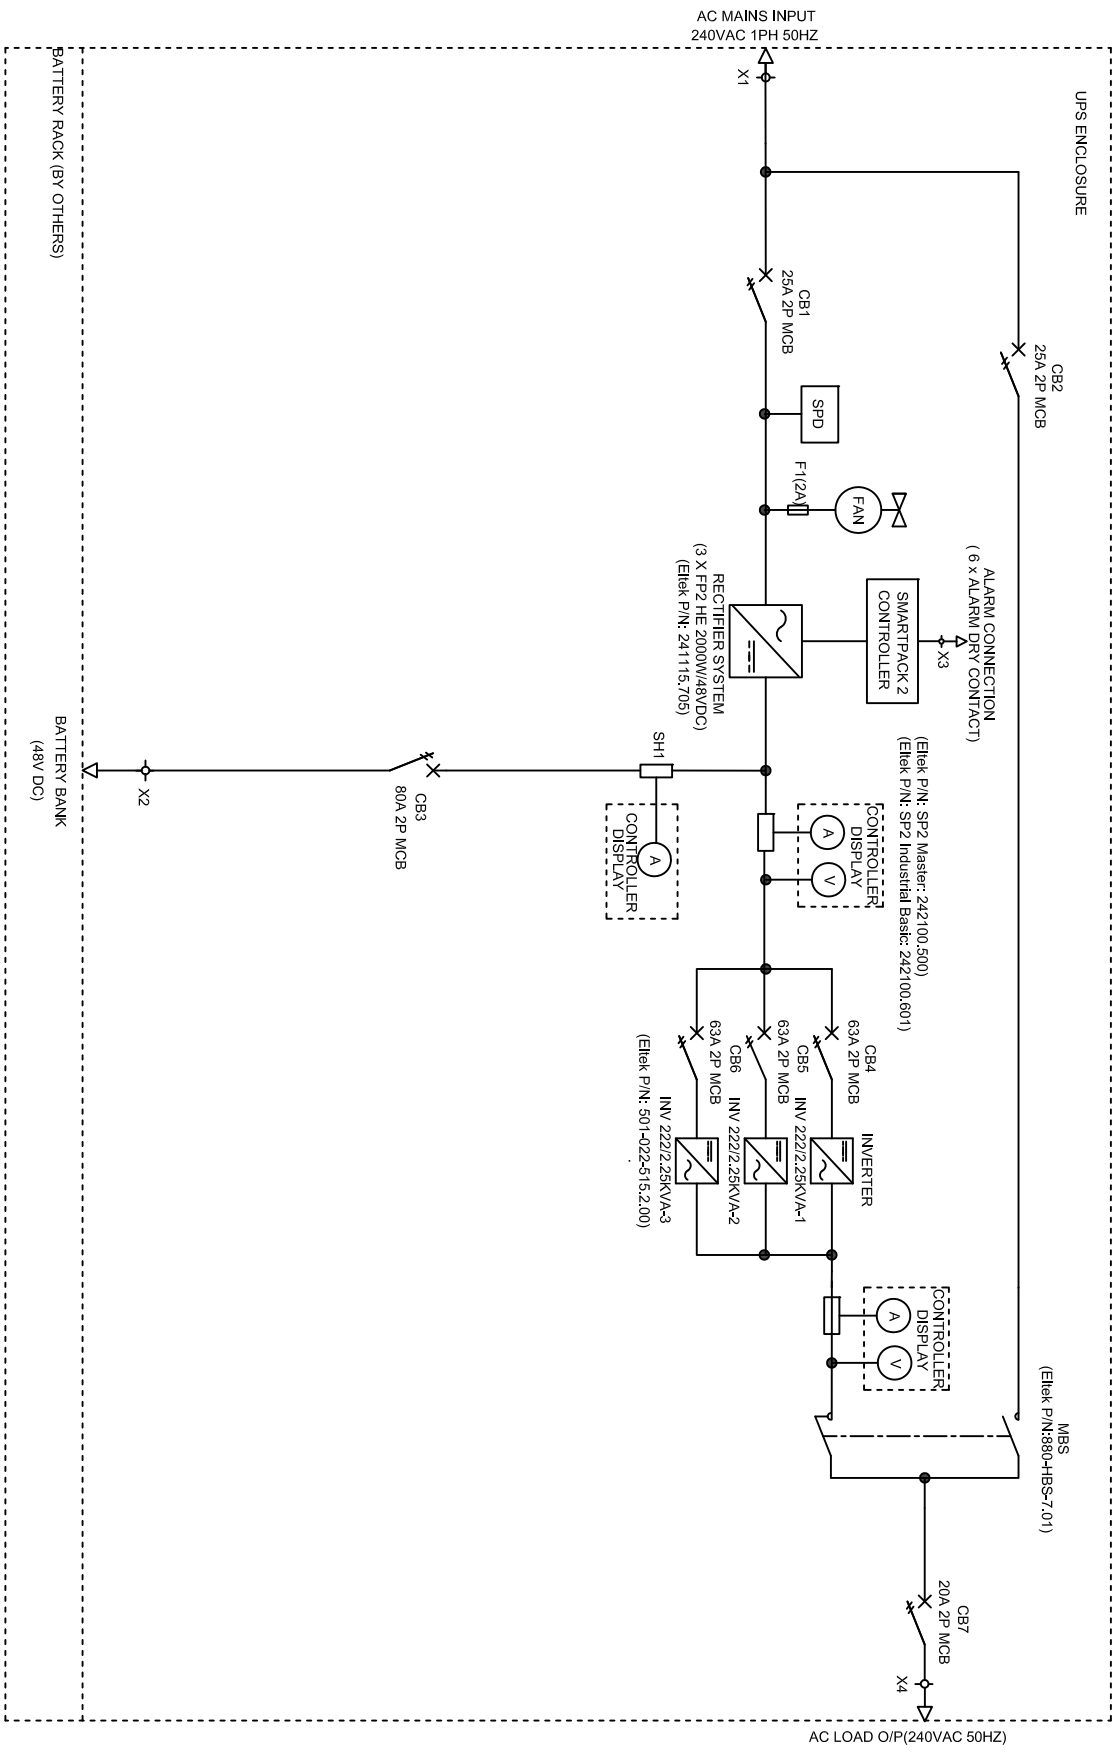 AC MAINS INPUT
240VAC 1PH 50HZ
X1
UPS ENCLOSURE
BATTERY RACK (BY OTHERS)
CB1
25A 2P MCB
CB2
25A 2P MCB
SPD
F1(2A)
FAN
ALARM CONNECTION
( 6 x ALARM DRY CONTACT)
X3
SMARTPACK 2
CONTROLLER
(Eltek P/N: SP2 Master: 242100.500)
(Eltek P/N: SP2 Industrial Basic: 242100.601)
RECTIFIER SYSTEM
(3 X FP2 HE 2000W/48VDC)
(Eltek P/N: 241115.705)
SH1
CONTROLLER
DISPLAY
A
CONTROLLER
DISPLAY
A
V
CB3
80A 2P MCB
X2
BATTERY BANK
(48V DC)
CB4
63A 2P MCB
CB5
63A 2P MCB
CB6
63A 2P MCB
INVERTER
INV 222/2.25KVA-1
INV 222/2.25KVA-2
INV 222/2.25KVA-3
(Eltek P/N: 501-022-515.2.00)
CONTROLLER
DISPLAY
A
V
MBS
(Eltek P/N:880-HBS-7.01)
CB7
20A 2P MCB
X4
AC LOAD O/P(240VAC 50HZ)